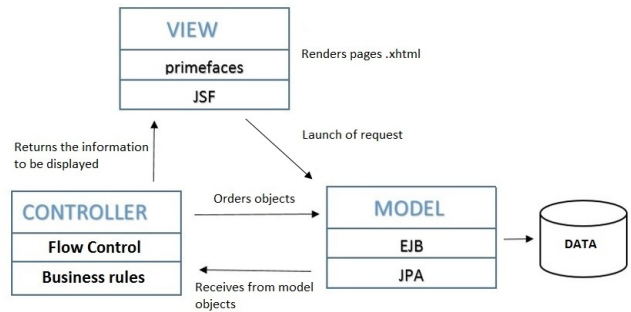 VIEW
primefaces
JSF
Renders pages .xhtml
Launch of request
Returns the information
to be displayed
CONTROLLER
Flow Control
Business rules
Orders objects
Receives from model
objects
MODEL
EJB
JPA
DATA